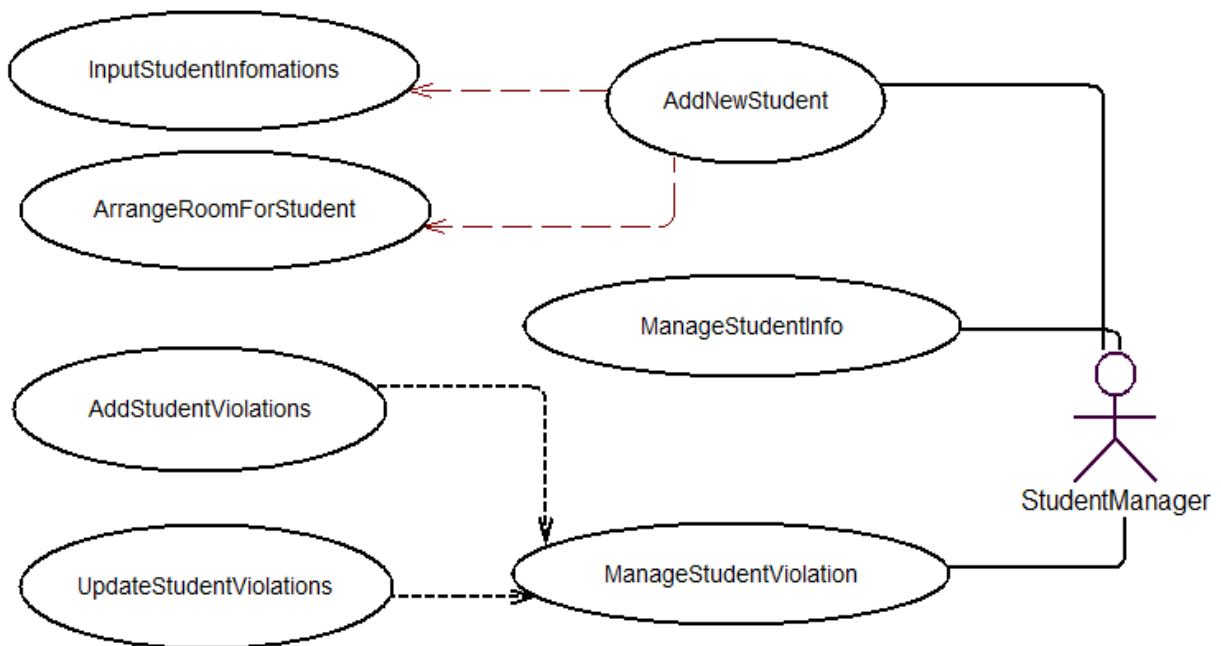 InputStudentInfomations
AddNewStudent
ArrangeRoomForStudent
ManageStudentInfo
AddStudentViolations
StudentManager
UpdateStudentViolations
ManageStudentViolation